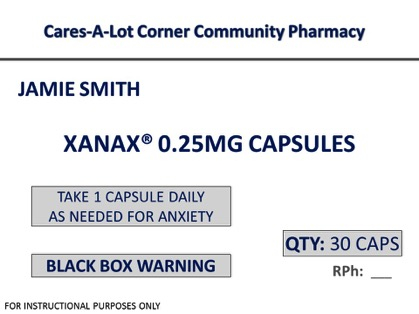 Cares-A-Lot Corner Community Pharmacy
JAMIE SMITH
XANAX® 0.25MG CAPSULES
TAKE 1 CAPSULE DAILY
AS NEEDED FOR ANXIETY
QTY: 30 CAPS
BLACK BOX WARNING
RPh: ___
FOR INSTRUCTIONAL PURPOSES ONLY